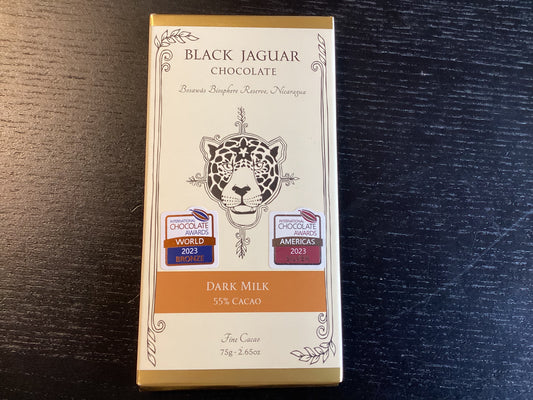 BLACK JAGUAR
CHOCOLATE
Bosawás Biosphere Reserve, Nicaragua
INTERNATIONAL
CHOCOLATE
AWARDS
WORLD
2023
BRONZE
INTERNATIONAL
CHOCOLATE
AWARDS
AMERICAS
2023
DARK MILK
55% CACAO
Fine Cacao
75g - 2.65oz